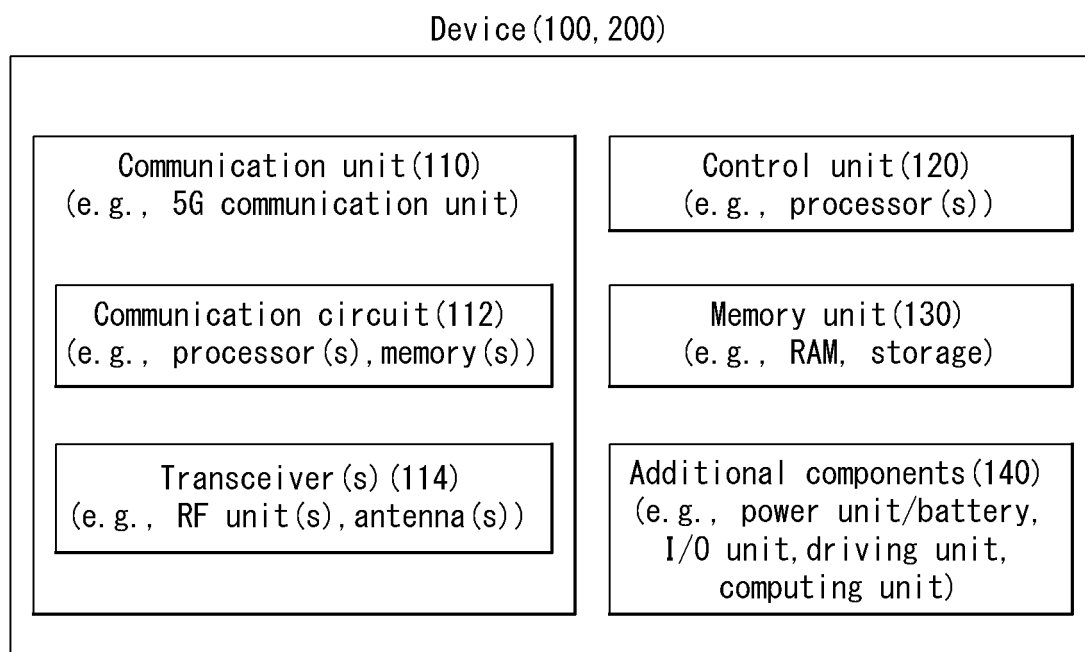 Device(100,200)
Communication unit(110)
(e.g., 5G communication unit)
Communication circuit(112)
(e.g., processor(s),memory(s))
Transceiver(s)(114)
(e.g., RF unit(s),antenna(s))
Control unit(120)
(e.g., processor(s))
Memory unit(130)
(e.g., RAM, storage)
Additional components(140)
(e.g., power unit/battery,
I/O unit,driving unit,
computing unit)